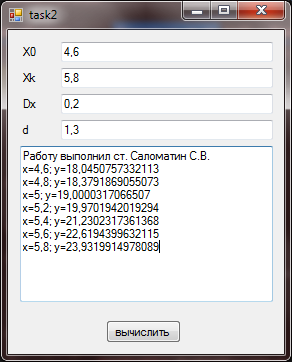 task2
X0 4,6
Xk 5,8
Dx 0,2
d 1,3
Работу выполнил ст. Саломатин С.В.
x=4,6; y=18,0450757332113
x=4,8; y=18,3791869055073
x=5; y=19,0000317066507
x=5,2; y=19,9701942019294
x=5,4; y=21,2302317361368
x=5,6; y=22,6194399632115
x=5,8; y=23,9319914978089
вычислить